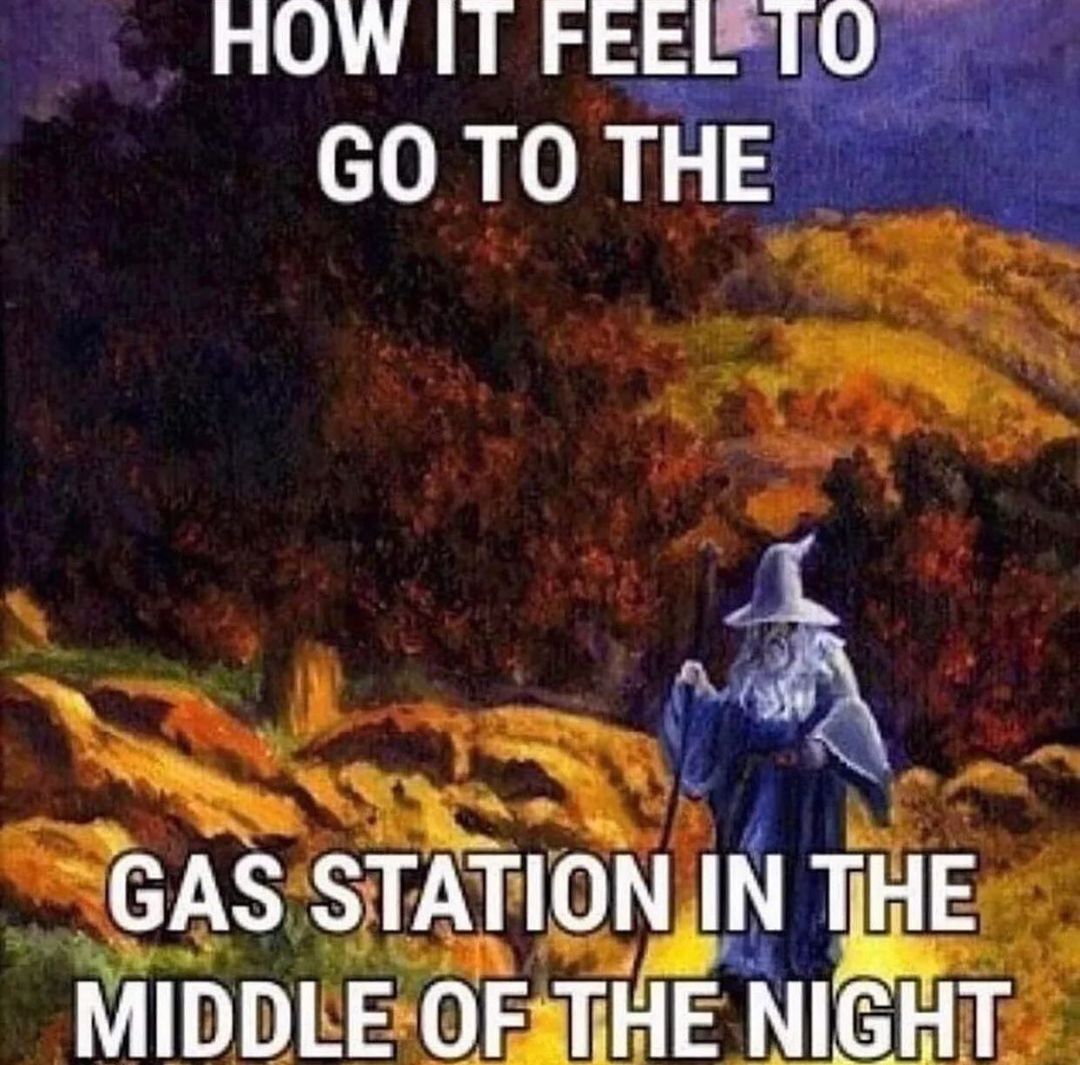 HOW IT FEEL TO
GO TO THE
GAS STATION IN THE
MIDDLE OF THE NIGHT